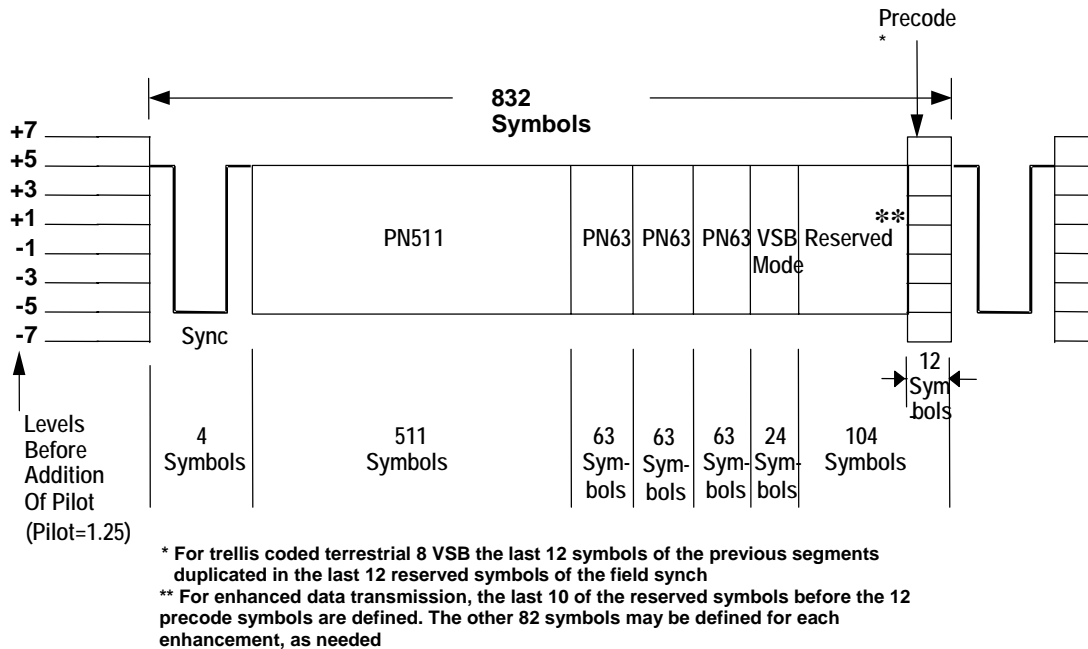 Precode
*
832
Symbols
+7
+5
+3
+1
-1
-3
-5
-7
PN511
PN63
PN63
PN63
VSB
Mode
Reserved
**
Sync
12
Sym
bols
Levels
Before
Addition
Of Pilot
(Pilot=1.25)
4
Symbols
511
Symbols
63
Sym-
bols
63
Sym-
bols
63
Sym-
bols
24
Sym-
bols
104
Symbols
* For trellis coded terrestrial 8 VSB the last 12 symbols of the previous segments
duplicated in the last 12 reserved symbols of the field synch
** For enhanced data transmission, the last 10 of the reserved symbols before the 12
precode symbols are defined. The other 82 symbols may be defined for each
enhancement, as needed